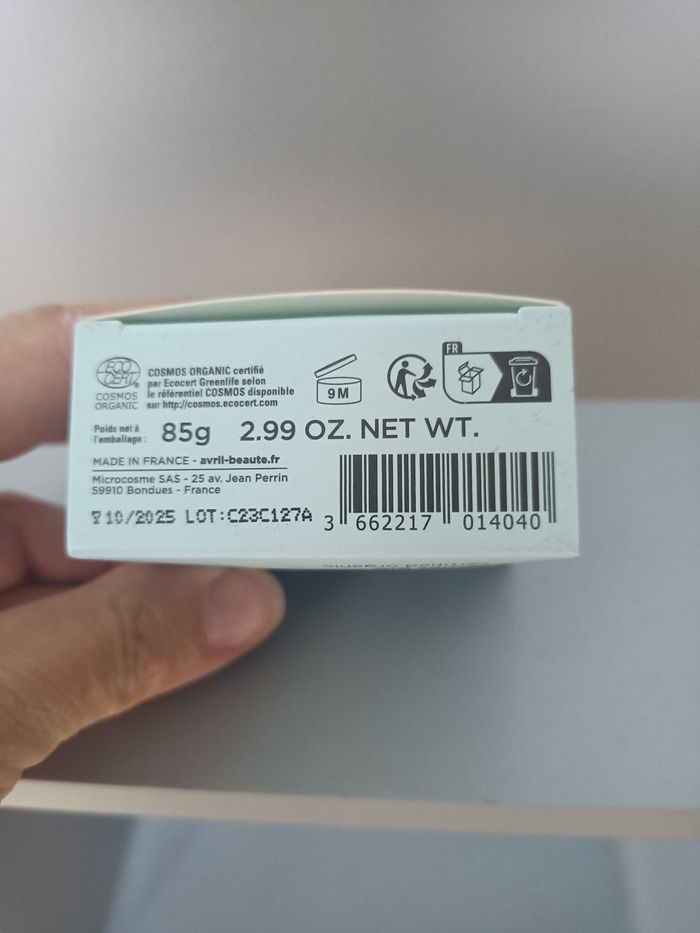 ECO
CERT®
COSMOS
ORGANIC
COSMOS ORGANIC certifié
par Ecocert Greenlife selon
le référentiel COSMOS disponible
sur http://cosmos.ecocert.com
9M
FR
Poids net à
l'emballage :
85g 2.99 OZ. NET WT.
MADE IN FRANCE - avril-beaute.fr
Microcosme SAS - 25 av. Jean Perrin
59910 Bondues - France
10/2025 LOT:C23C127A
3 662217 014040